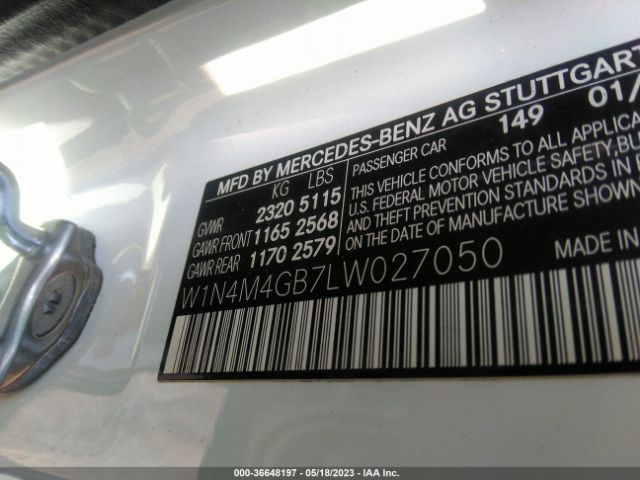 MFD BY MERCEDES-BENZ AG STUTTGART
KG LBS PASSENGER CAR 149 01/
GVWR 2320 5115
GAWR FRONT 1165 2568
GAWR REAR 1170 2579
THIS VEHICLE CONFORMS TO ALL APPLICA
U.S. FEDERAL MOTOR VEHICLE SAFETY, BU
AND THEFT PREVENTION STANDARDS
ON THE DATE OF MANUFACTURE SHOWN
W1N4M4GB7LW027050
MADE IN
000-36648197 - 05/18/2023 - IAA Inc.